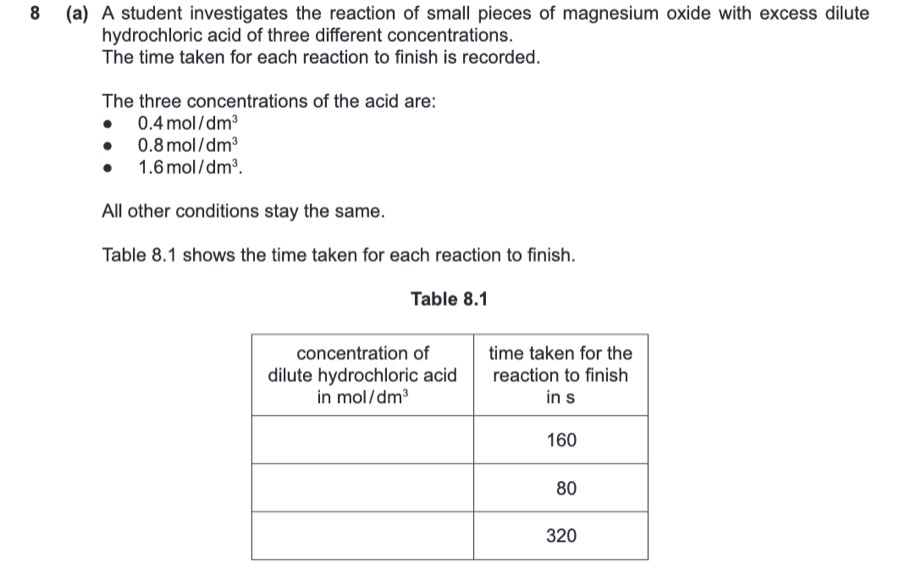 8 (a) A student investigates the reaction of small pieces of magnesium oxide with excess dilute
hydrochloric acid of three different concentrations.
The time taken for each reaction to finish is recorded.
The three concentrations of the acid are:
• 0.4 mol/dm³
• 0.8 mol/dm³
• 1.6 mol/dm³.
All other conditions stay the same.
Table 8.1 shows the time taken for each reaction to finish.
Table 8.1
concentration of
dilute hydrochloric acid
in mol/dm³
time taken for the
reaction to finish
in s
160
80
320